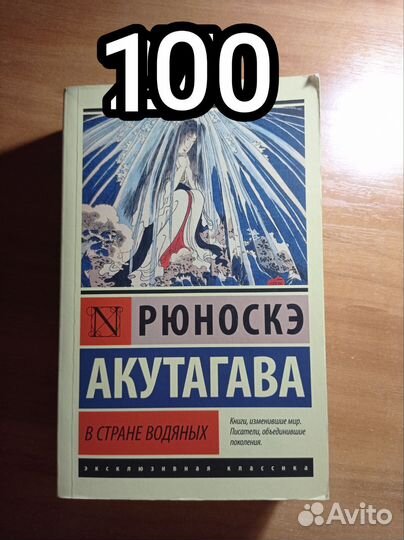 100
N
РЮНОСКЭ
АКУТАГАВА
В СТРАНЕ ВОДЯНЫХ
Книги, изменившие мир.
Писатели, объединившие
поколения.
эксклюзивная классика
Avito